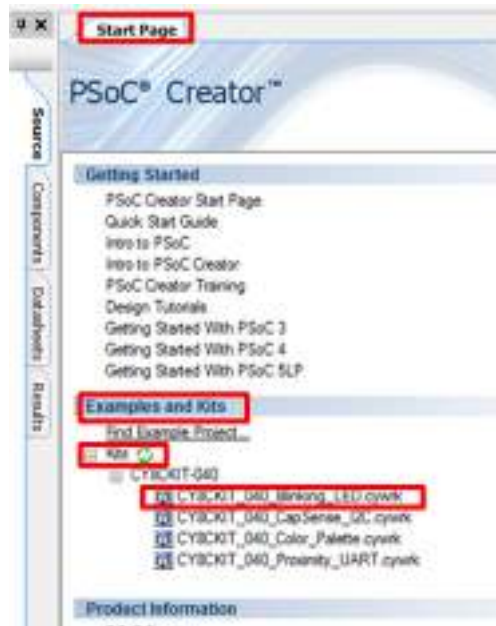 Start Page
PSoC® Creator™
Source
Components
Datasheets
Results
Getting Started
PSoC Creator Start Page
Quick Start Guide
Intro to PSoC
Intro to PSoC Creator
PSoC Creator Training
Design Tutorials
Getting Started With PSoC 3
Getting Started With PSoC 4
Getting Started With PSoC 5LP
Examples and Kits
Find Example Project...
Kits
CY8CKIT-040
CY8CKIT_040_Blinking_LED.cywrk
CY8CKIT_040_CapSense_I2C.cywrk
CY8CKIT_040_Color_Palette.cywrk
CY8CKIT_040_Proximity_UART.cywrk
Product Information